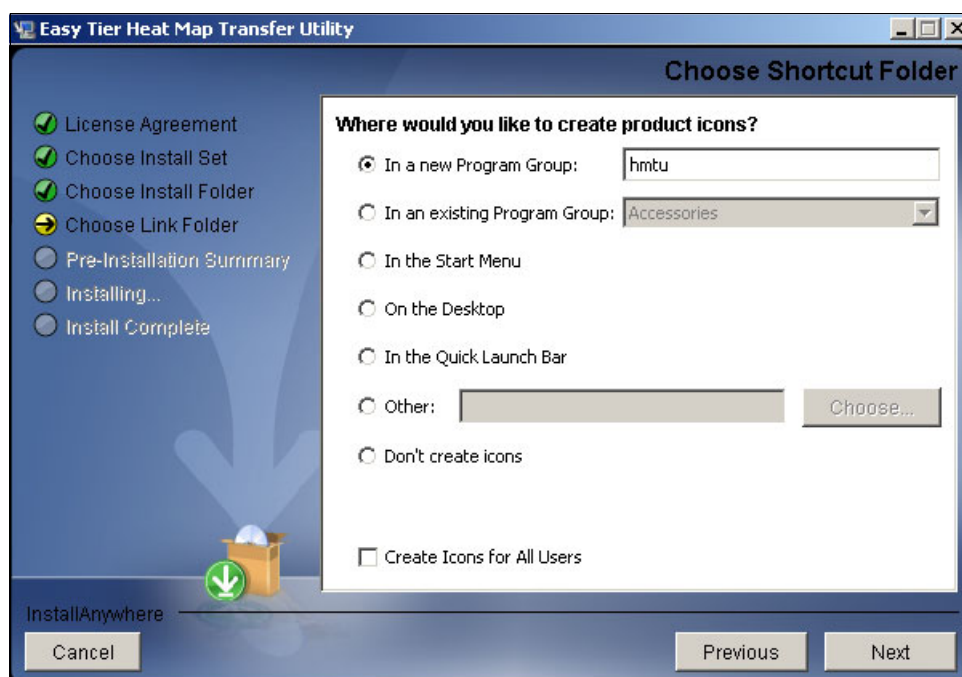 Easy Tier Heat Map Transfer Utility
Choose Shortcut Folder
License Agreement
Choose Install Set
Choose Install Folder
Choose Link Folder
Pre-Installation Summary
Installing...
Install Complete
Where would you like to create product icons?
In a new Program Group: hmtu
In an existing Program Group: Accessories
In the Start Menu
On the Desktop
In the Quick Launch Bar
Other: Choose...
Don't create icons
Create Icons for All Users
InstallAnywhere
Cancel Previous Next